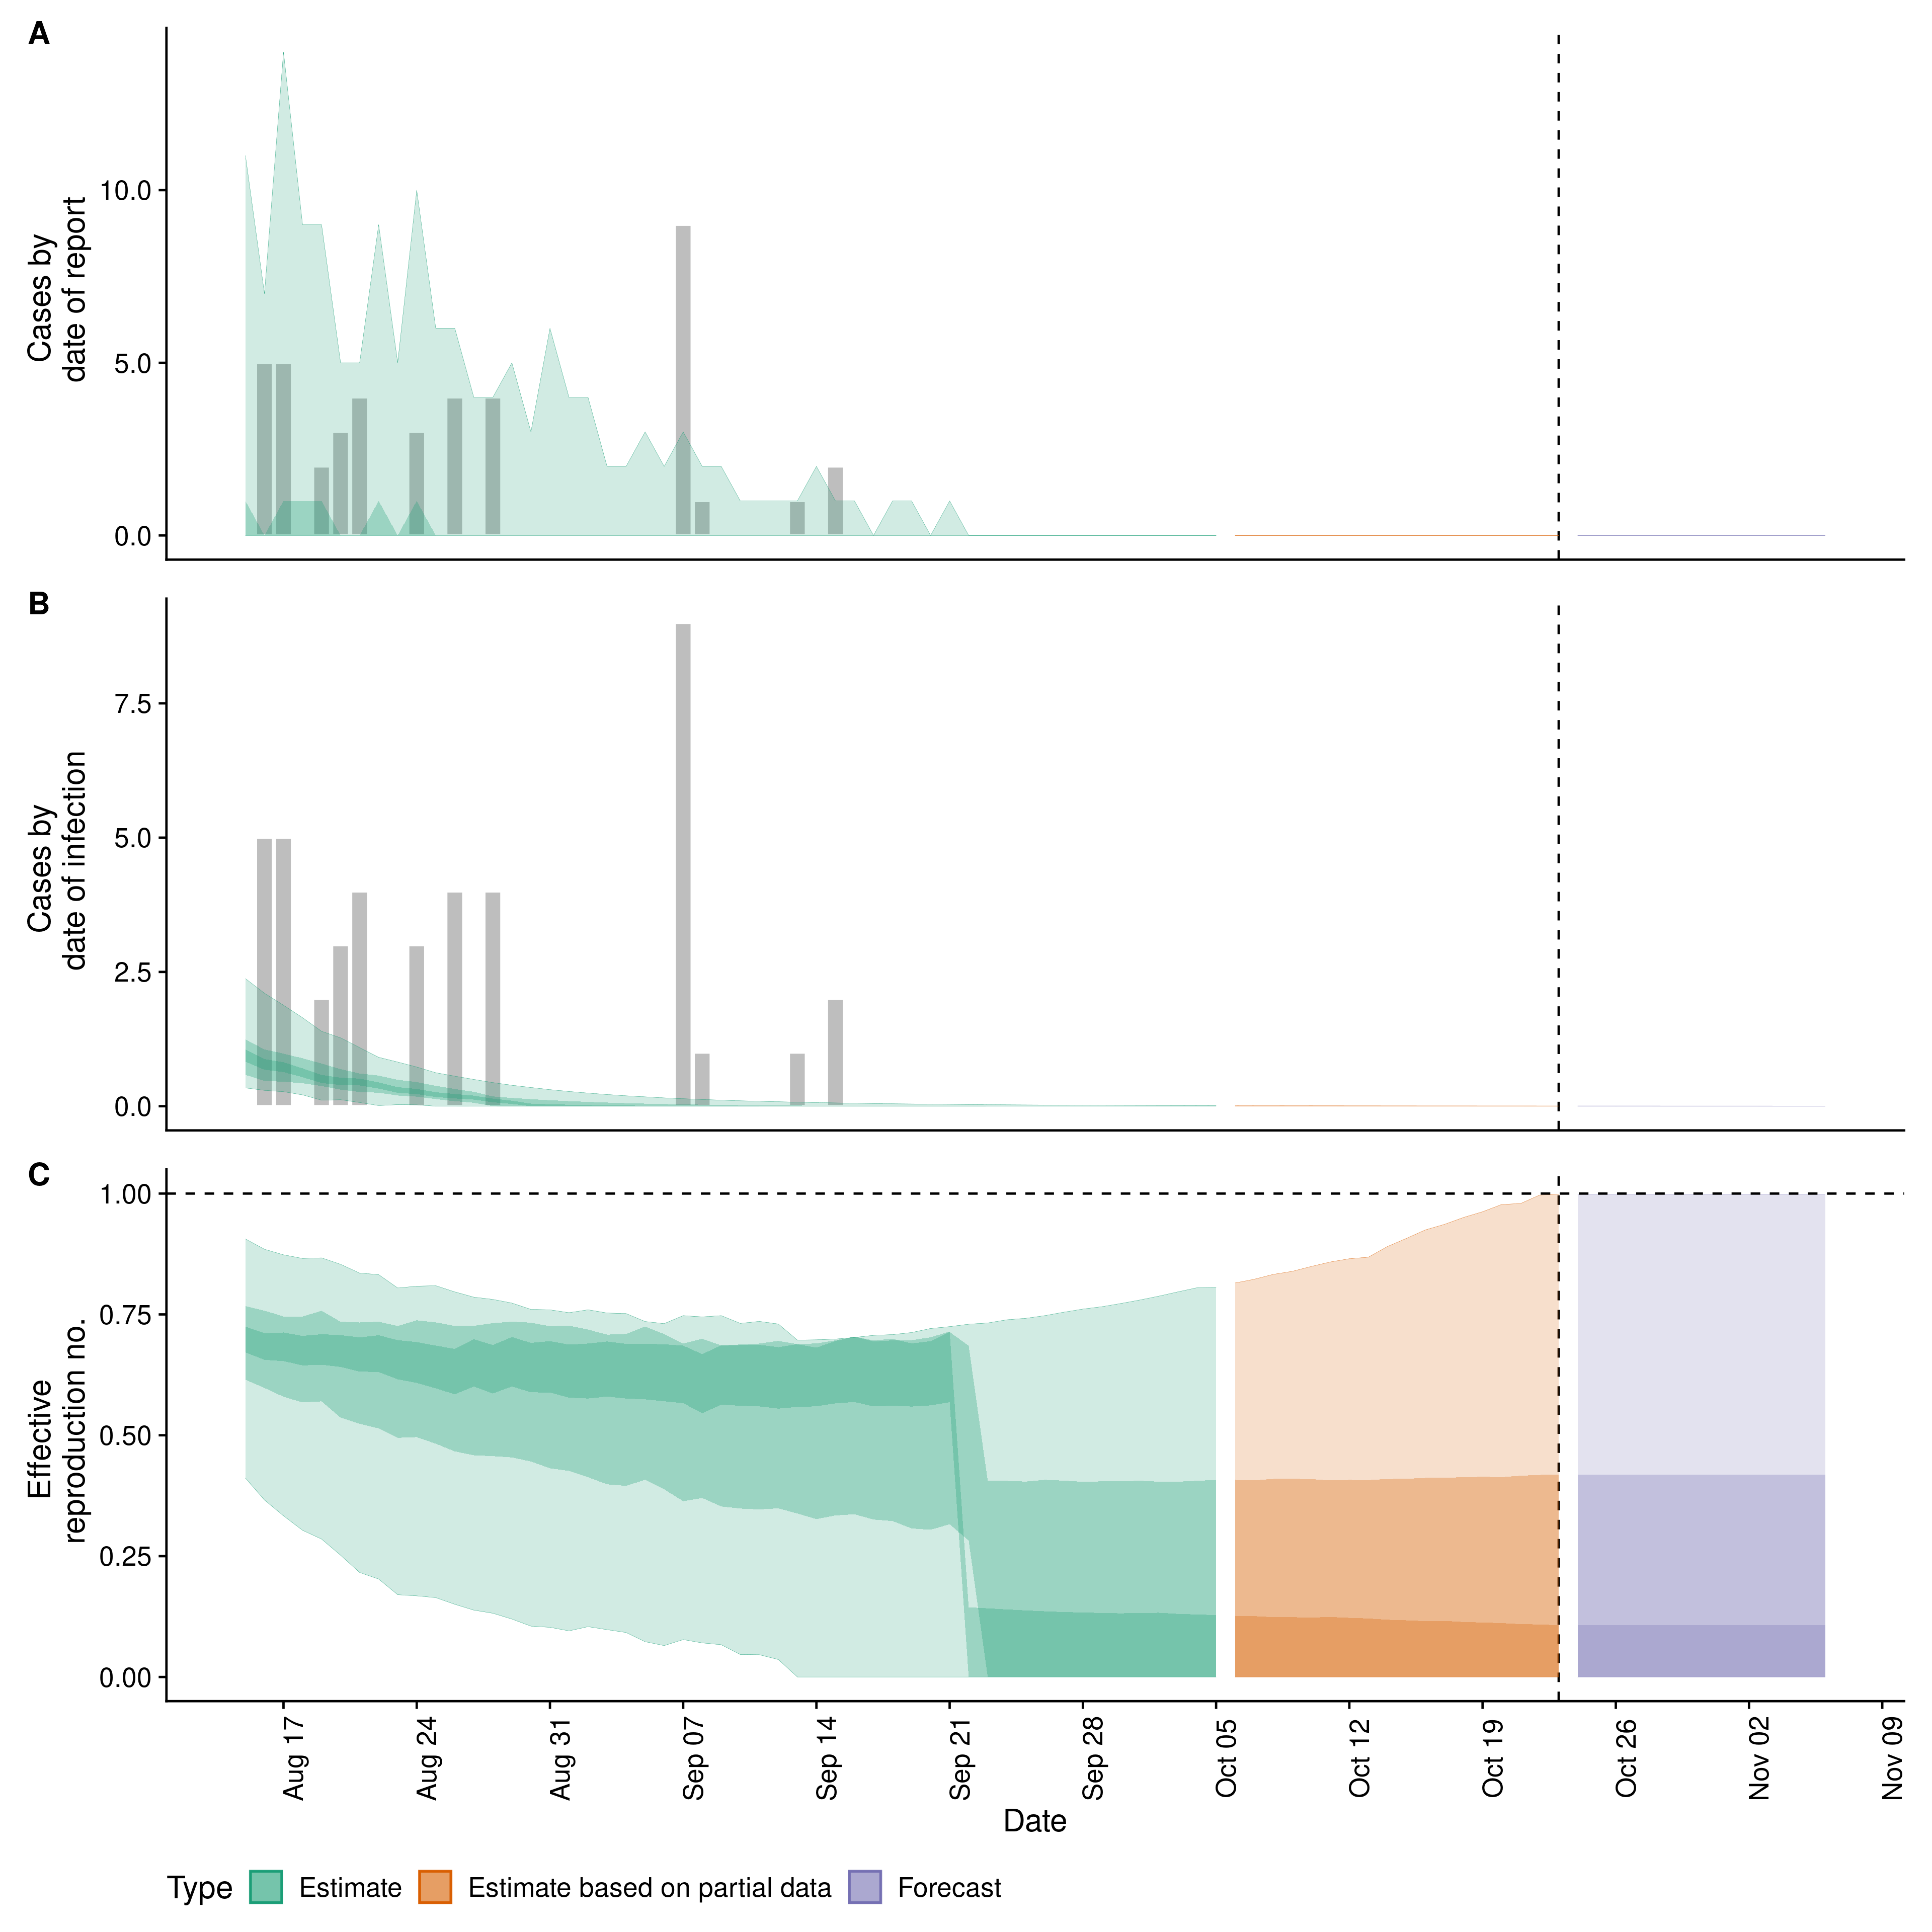 A
Cases by
date of report
10.0
5.0
0.0
B
Cases by
date of infection
7.5
5.0
2.5
0.0
C
Effective
reproduction no.
1.00
0.75
0.50
0.25
0.00
Aug 17
Aug 24
Aug 31
Sep 07
Sep 14
Sep 21
Sep 28
Oct 05
Oct 12
Oct 19
Oct 26
Nov 02
Nov 09
Date
Type Estimate Estimate based on partial data Forecast